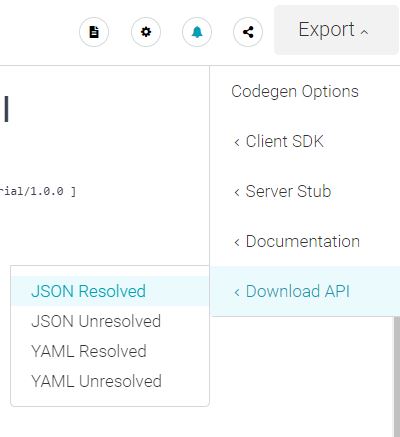 Export
Codegen Options
Client SDK
rial/1.0.0 ]
Server Stub
Documentation
Download API
JSON Resolved
JSON Unresolved
YAML Resolved
YAML Unresolved